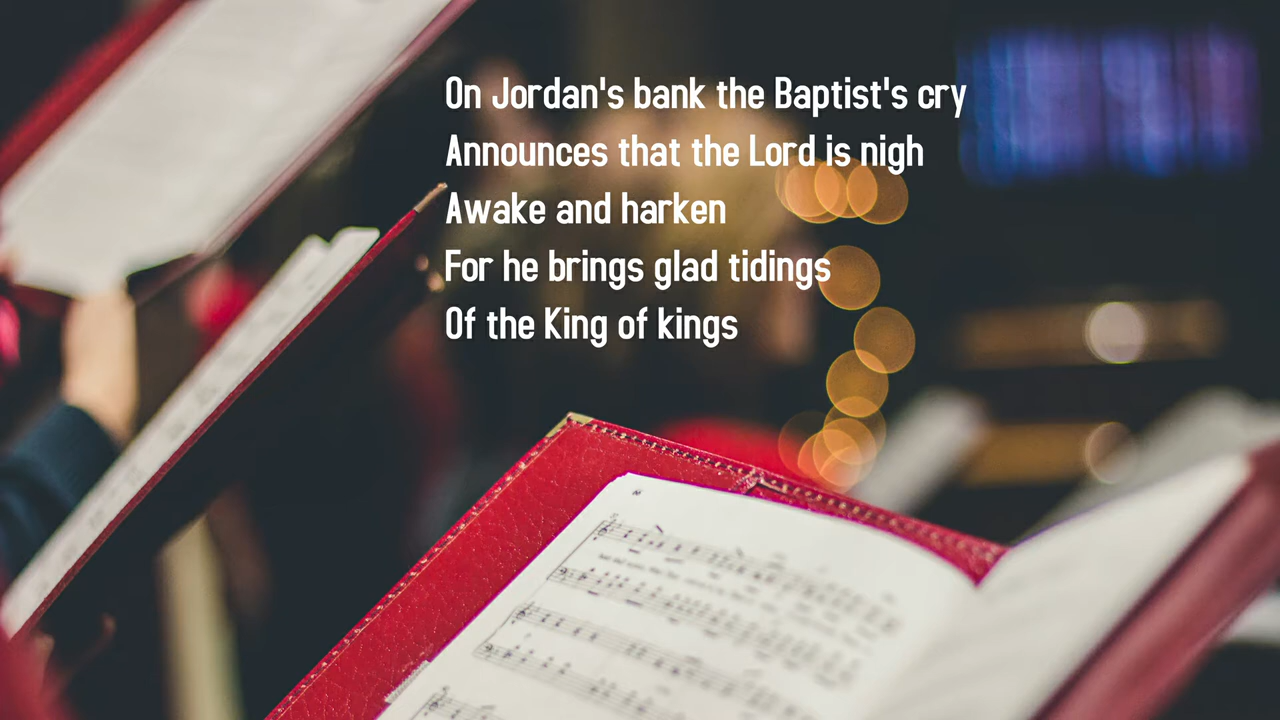 On Jordan's bank the Baptist's cry
Announces that the Lord is nigh
Awake and harken
For he brings glad tidings
Of the King of kings